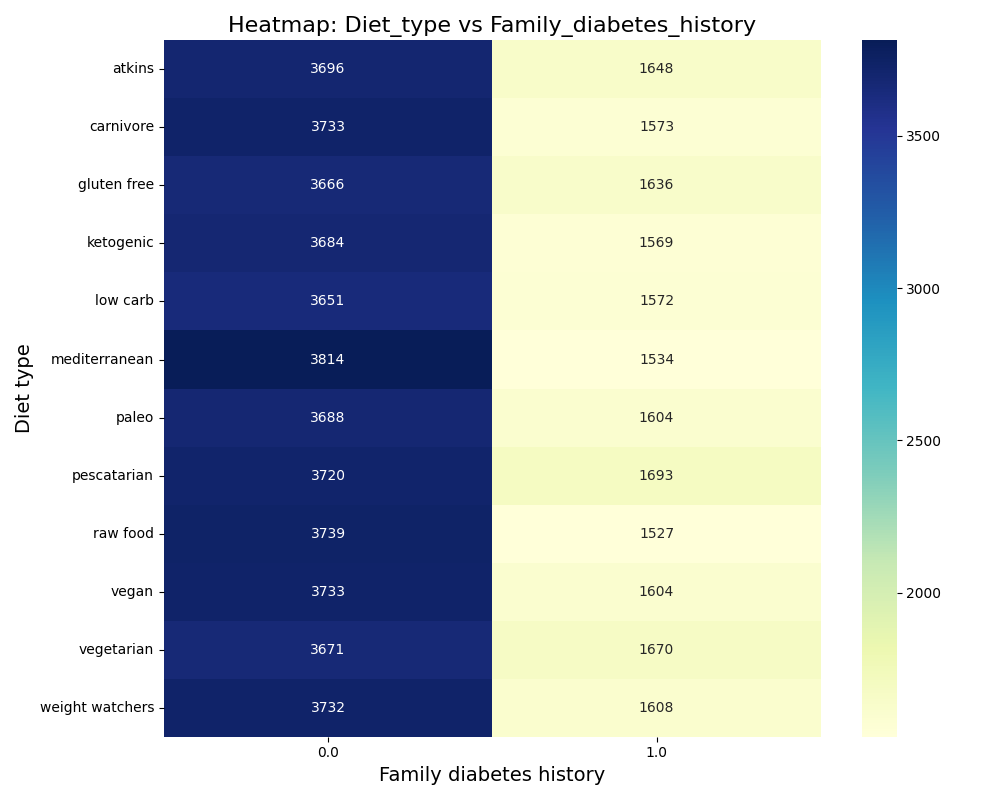 Heatmap: Diet_type vs Family_diabetes_history
Diet type
atkins 3696 1648
carnivore 3733 1573
3500
gluten free 3666 1636
ketogenic 3684 1569
3000
low carb 3651 1572
mediterranean 3814 1534
paleo 3688 1604
2500
pescatarian 3720 1693
raw food 3739 1527
vegan 3733 1604
2000
vegetarian 3671 1670
weight watchers 3732 1608
0.0 1.0
Family diabetes history